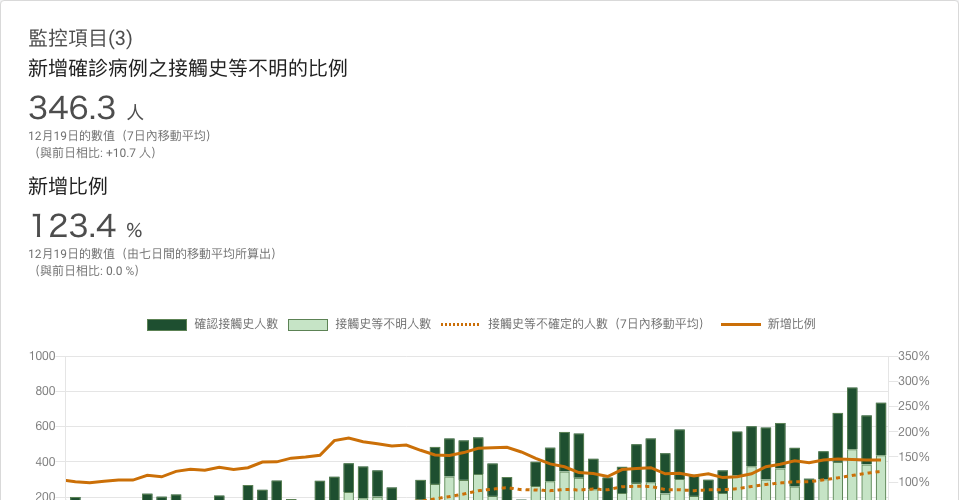 監控項目(3)
新增確診病例之接觸史等不明的比例
346.3 人
12月19日的數值（7日內移動平均）
（與前日相比: +10.7 人）
新增比例
123.4 %
12月19日的數值（由七日間的移動平均所算出）
（與前日相比: 0.0 %）
確認接觸史人數 接觸史等不明人數 接觸史等不確定的人數（7日內移動平均） 新增比例
1000 350%
300%
800
250%
600 200%
400 150%
100%
200